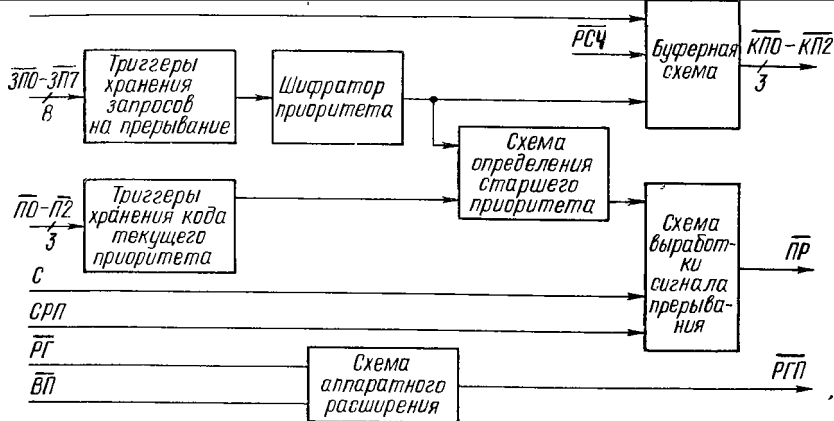 Буферная
схема
РСЧ
КП0-КП2
3
ЗП0-ЗП7
8
Триггеры
хранения
запросов
на прерывание
Шифратор
приоритета
Схема
определения
старшего
приоритета
П0-П2
3
Триггеры
хранения кода
текущего
приоритета
Схема
выработ-
ки
сигнала
прерыва-
ния
ПР
С
СРП
РГ
ВП
Схема
аппаратного
расширения
РГП